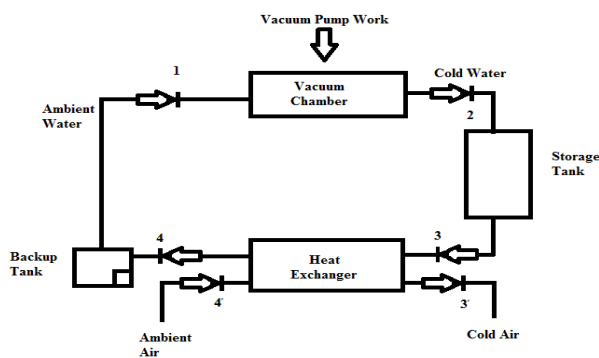 Vacuum Pump Work
1
Vacuum
Chamber
Cold Water
2
Ambient
Water
Storage
Tank
Backup
Tank
4
Heat
Exchanger
3
4'
3'
Ambient
Air
Cold Air